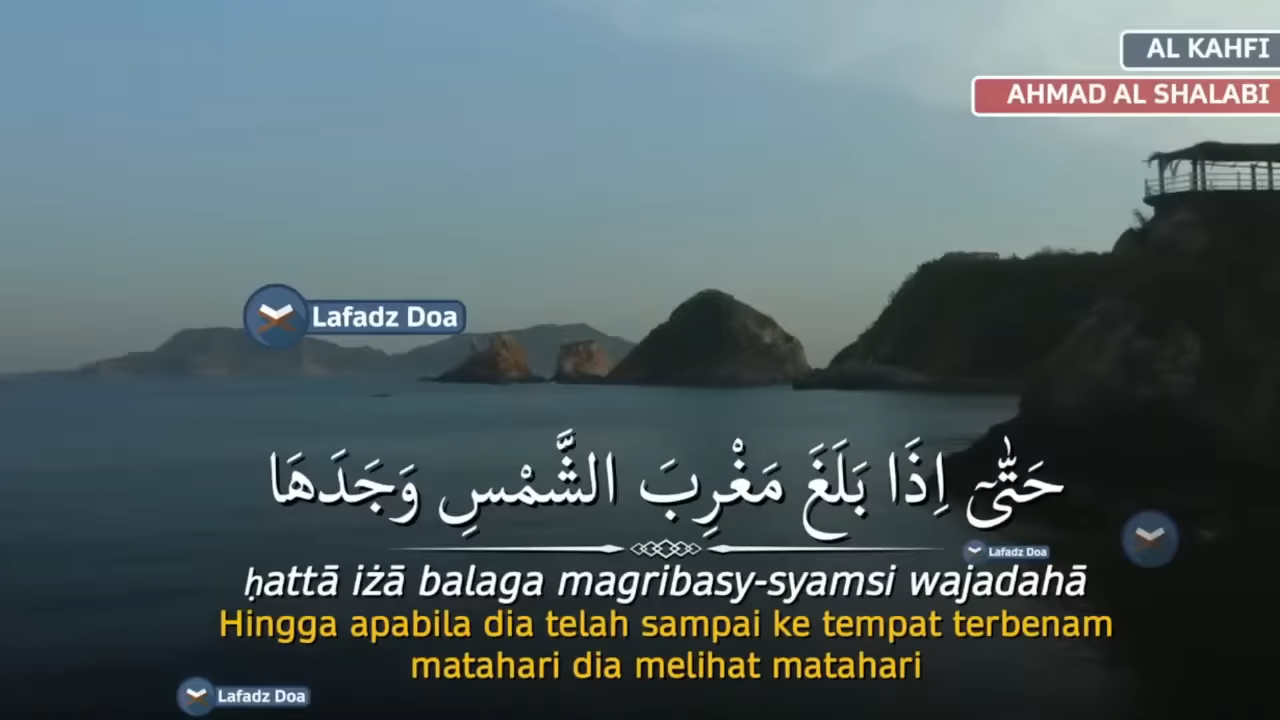 AL KAHFI
AHMAD AL SHALABI
Lafadz Doa
حَتّٰىٓ اِذَا بَلَغَ مَغْرِبَ الشَّمْسِ وَجَدَهَا
Lafadz Doa
ḥattā iżā balaga magribasy-syamsi wajadahā
Hingga apabila dia telah sampai ke tempat terbenam
matahari dia melihat matahari
Lafadz Doa